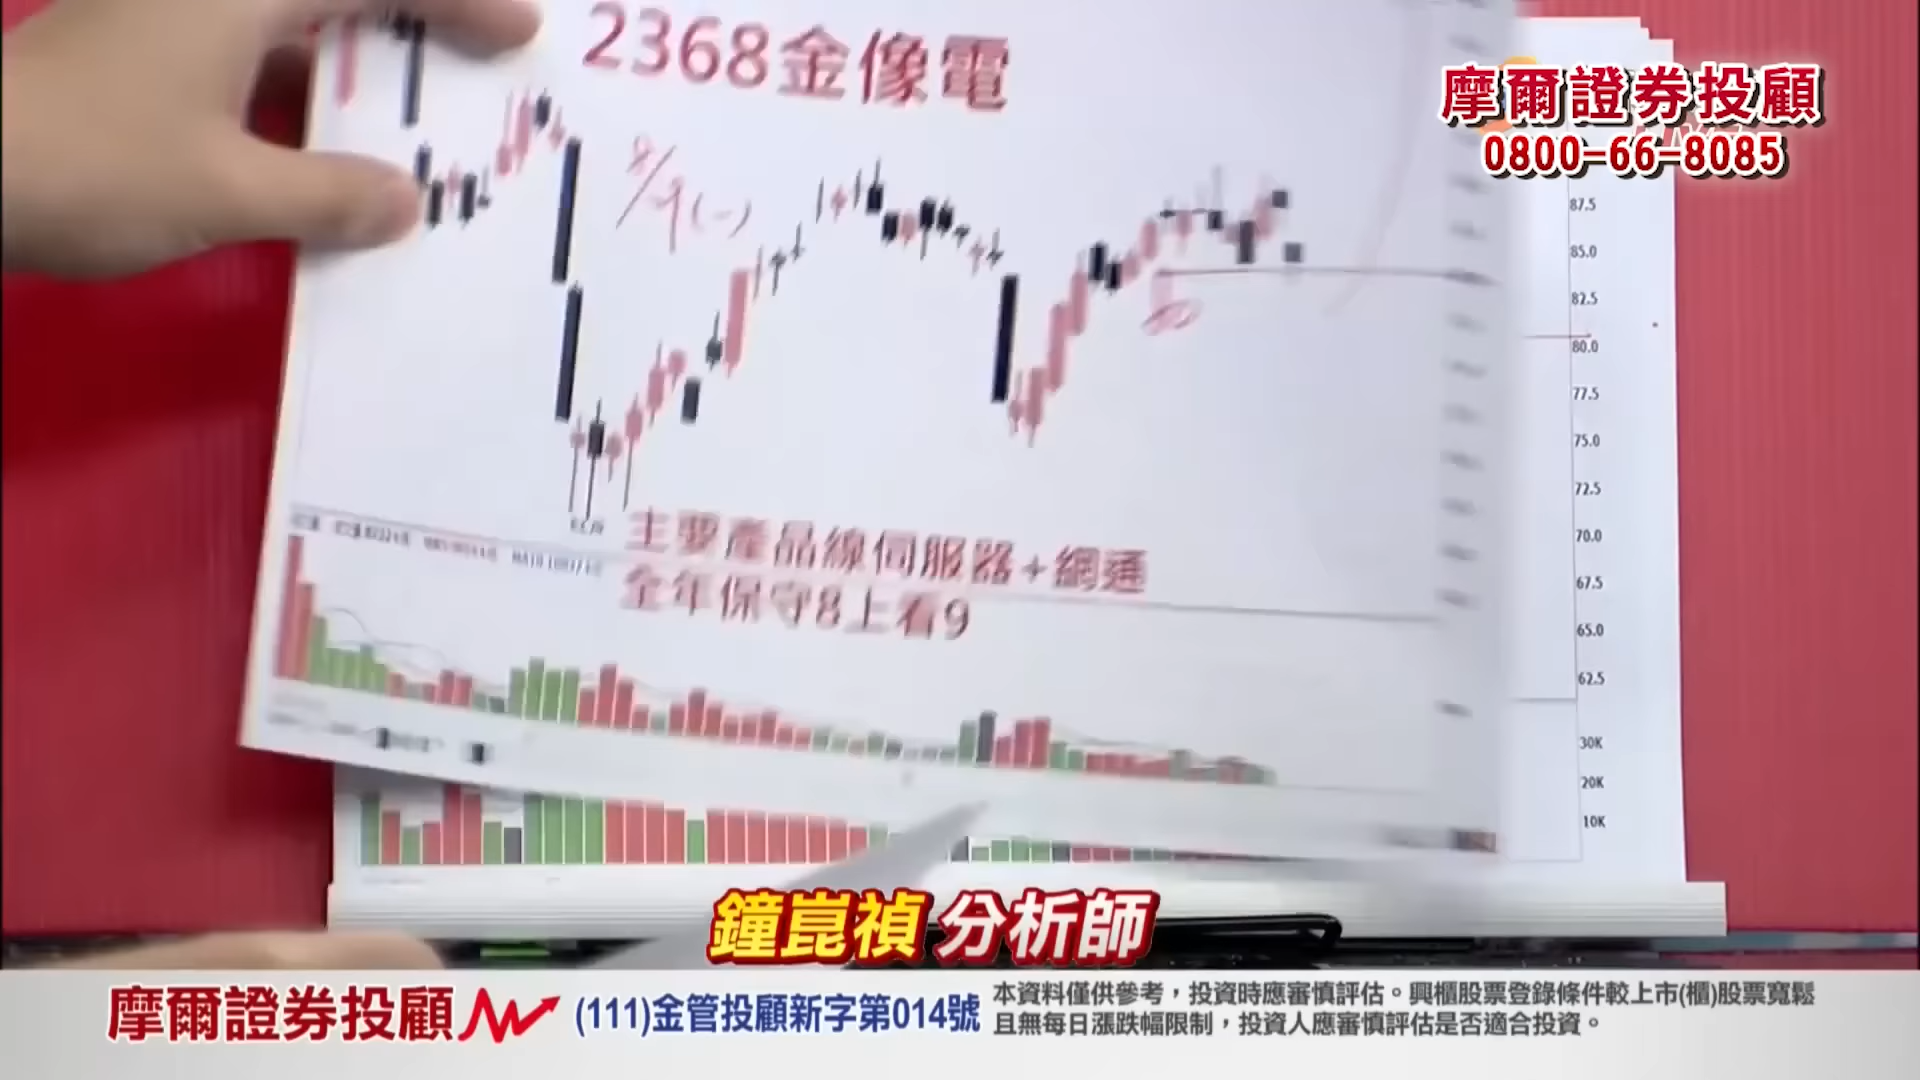 2368金像電
摩爾證券投顧
0800-66-8085
8/9(一)
87.5
85.0
82.5
80.0
77.5
75.0
72.5
70.0
67.5
65.0
62.5
30K
20K
10K
主要產品線伺服器+網通
全年保守8上看9
鐘崑禎 分析師
摩爾證券投顧
(111)金管投顧新字第014號
本資料僅供參考，投資時應審慎評估。興櫃股票登錄條件較上市(櫃)股票寬鬆
且無每日漲跌幅限制，投資人應審慎評估是否適合投資。